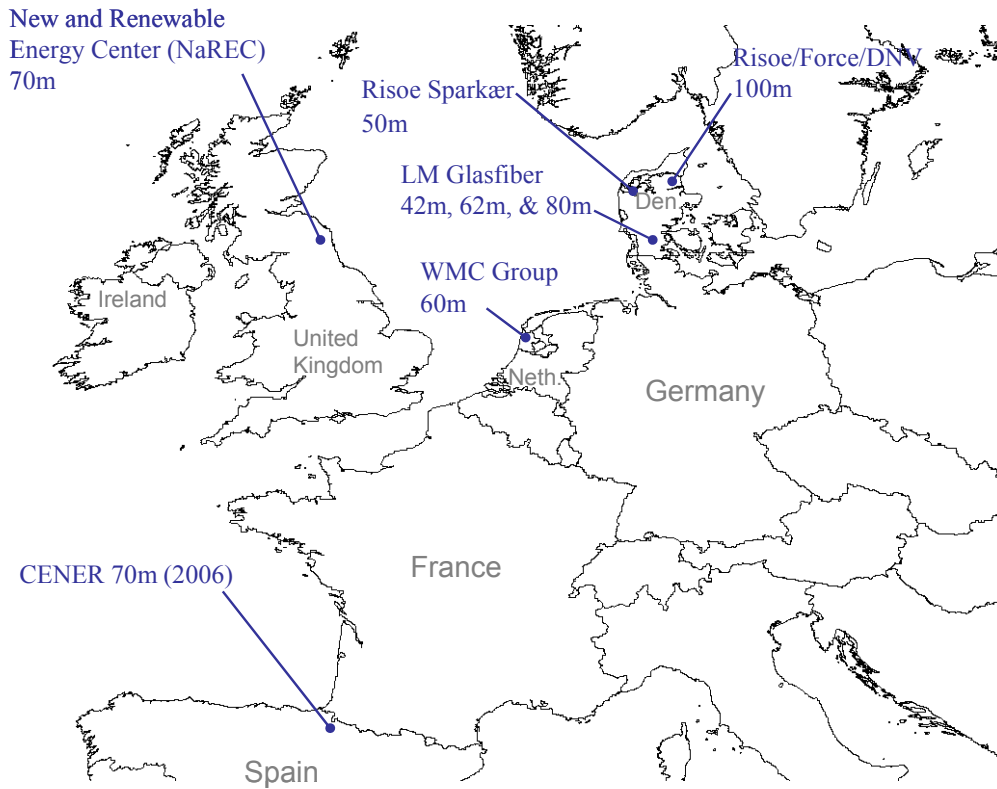 New and Renewable
Energy Center (NaREC)
70m
Risoe/Force/DNV
100m
Risoe Sparkær
50m
LM Glasfiber
42m, 62m, & 80m
Den.
WMC Group
60m
Ireland
United
Kingdom
Neth.
Germany
CENER 70m (2006)
France
Spain